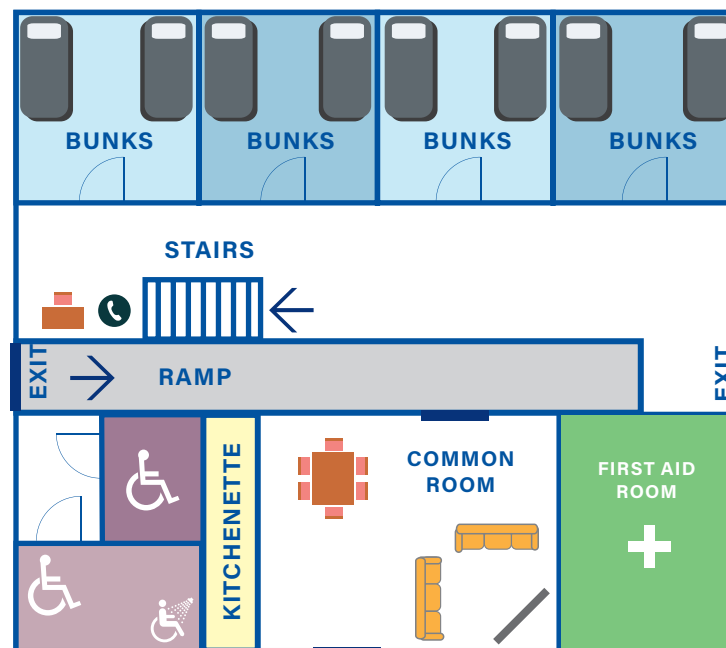 BUNKS
BUNKS
BUNKS
BUNKS
STAIRS
EXIT
RAMP
EXIT
KITCHENETTE
COMMON
ROOM
FIRST AID
ROOM